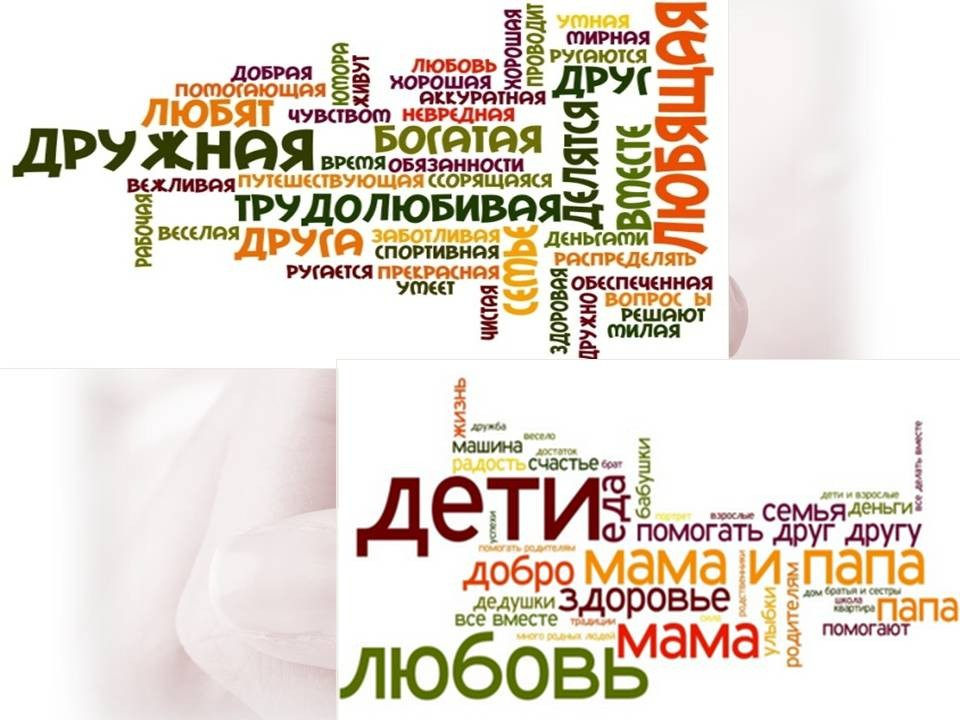 УМНАЯ
МИРНАЯ
РУГАЮТСЯ
ХОРОШАЯ
ПРОВОДИТ
ЛЮБЯЩАЯ
ЮМОРА
ЖИВУТ
ЛЮБОВЬ
ДОБРАЯ
ХОРОШАЯ
ДРУГ
ПОМОГАЮЩАЯ
АККУРАТНАЯ
ЛЮБЯТ
ЧУВСТВОМ
НЕВРЕДНАЯ
ДЕЛЯТСЯ
ВМЕСТЕ
ДРУЖНАЯ
БОГАТАЯ
ВРЕМЯ
ОБЯЗАННОСТИ
ВЕЖЛИВАЯ
ПУТЕШЕСТВУЮЩАЯ
ССОРЯЩАЯСЯ
РАБОЧАЯ
ТРУДОЛЮБИВАЯ
ВЕСЕЛАЯ
ДРУГА
ЗАБОТЛИВАЯ
СЕМЬЕ
ДЕНЬГАМИ
СПОРТИВНАЯ
РАСПРЕДЕЛЯТЬ
РУГАЕТСЯ
ПРЕКРАСНАЯ
ЗДОРОВАЯ
ОБЕСПЕЧЕННАЯ
УМЕЕТ
ЧИСТАЯ
ДРУЖНО
ВОПРОС Ы
РЕШАЮТ
МИЛАЯ
жизнь
дружба
весело
машина
достаток
радость
счастье
брат
бабушки
все делать вместе
дети
еда
дети и взрослые
успехи
портрет
взрослые
семья
деньги
помогать друг другу
помогать родителям
добро
мама и папа
родственники
родителям
улыбки
дом
братья и сестры
дедушки
здоровье
школа
квартира
папа
все вместе
традиции
сила
помогают
много родных людей
мама
любовь